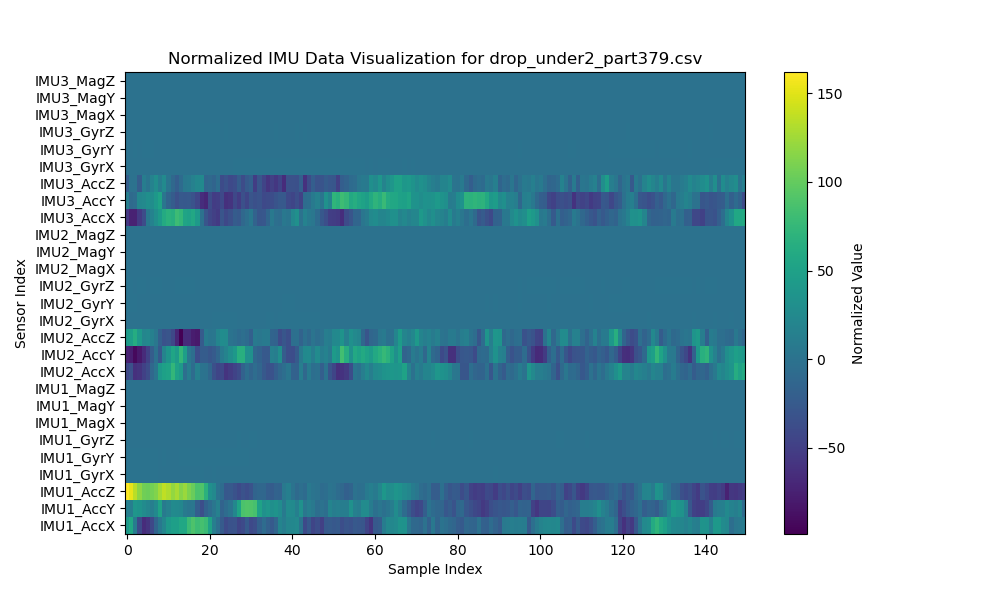 Normalized IMU Data Visualization for drop_under2_part379.csv
IMU3_MagZ
IMU3_MagY
IMU3_MagX
IMU3_GyrZ
IMU3_GyrY
IMU3_GyrX
IMU3_AccZ
IMU3_AccY
IMU3_AccX
IMU2_MagZ
IMU2_MagY
IMU2_MagX
IMU2_GyrZ
IMU2_GyrY
IMU2_GyrX
IMU2_AccZ
IMU2_AccY
IMU2_AccX
IMU1_MagZ
IMU1_MagY
IMU1_MagX
IMU1_GyrZ
IMU1_GyrY
IMU1_GyrX
IMU1_AccZ
IMU1_AccY
IMU1_AccX
Sensor Index
0 20 40 60 80 100 120 140
Sample Index
150
100
50
0
−50
Normalized Value